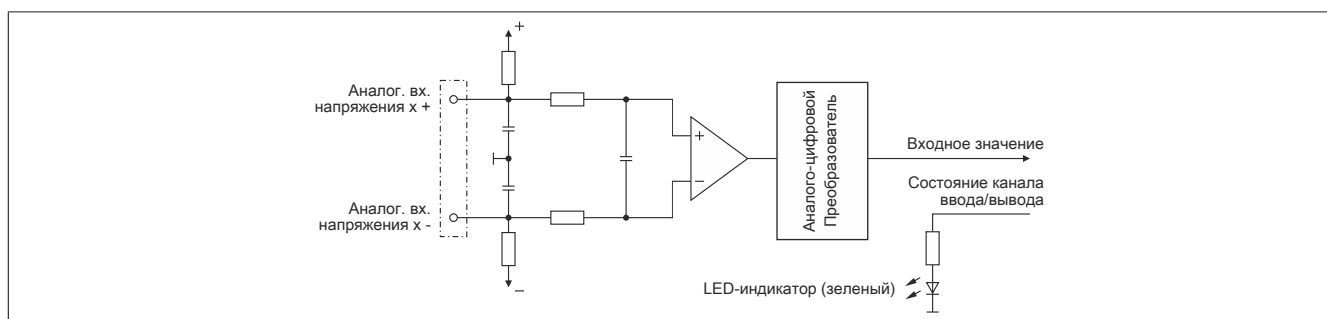 +
Аналог. вх.
напряжения x +
Аналого-цифровой
Преобразователь
+
Входное значение
−
Состояние канала
ввода/вывода
Аналог. вх.
напряжения x -
LED-индикатор (зеленый)
−